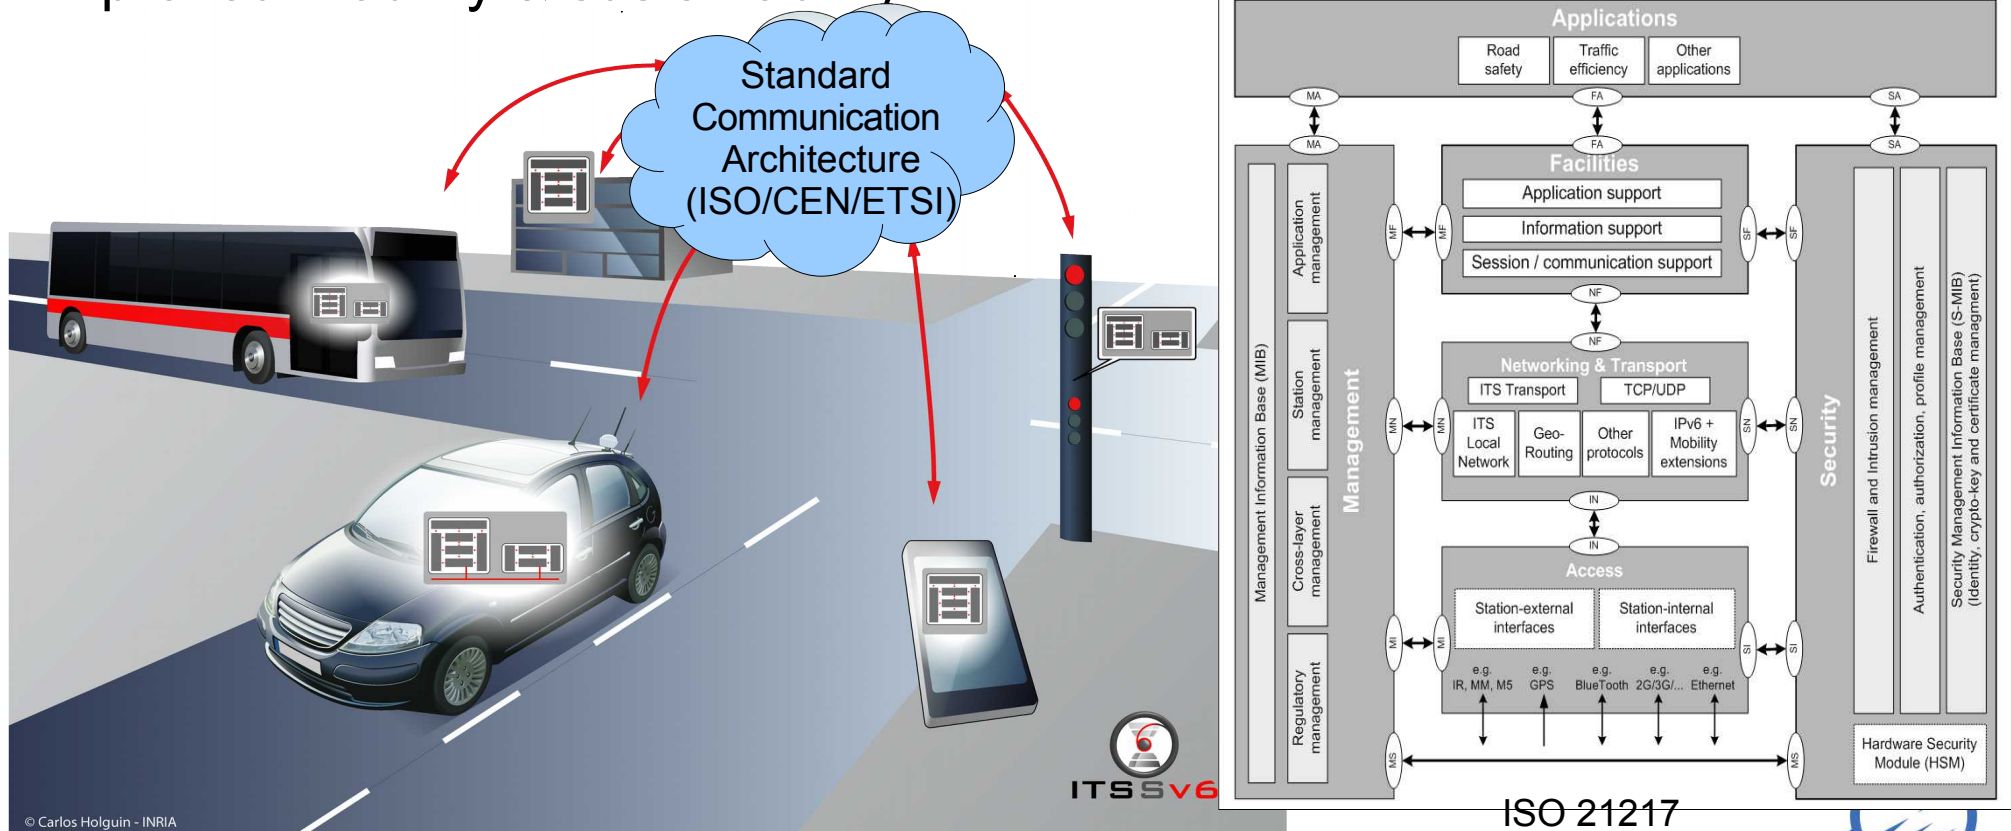 Standard
Communication
Architecture
(ISO/CEN/ETSI)
ITSSv6
© Carlos Holguin - INRIA
Applications
Road
safety
Traffic
efficiency
Other
applications
MA
FA
SA
MA
FA
SA
Facilities
Application support
Information support
Session / communication support
MF
MF
SF
SF
NF
NF
Networking & Transport
ITS Transport
TCP/UDP
ITS
Local
Network
Geo-
Routing
Other
protocols
IPv6 +
Mobility
extensions
MN
MN
SN
SN
IN
IN
Access
Station-external
interfaces
Station-internal
interfaces
e.g.
IR, MM, M5
e.g.
GPS
e.g.
BlueTooth
e.g.
2G/3G/...
e.g.
Ethernet
MI
MI
SI
SI
MS
MS
Management Information Base (MIB)
Application
management
Station
management
Cross-layer
management
Regulatory
management
Management
Security
Firewall and Intrusion management
Authentication, authorization, profile management
Security Management Information Base (S-MIB)
(Identity, crypto-key and certificate managment)
Hardware Security
Module (HSM)
ISO 21217